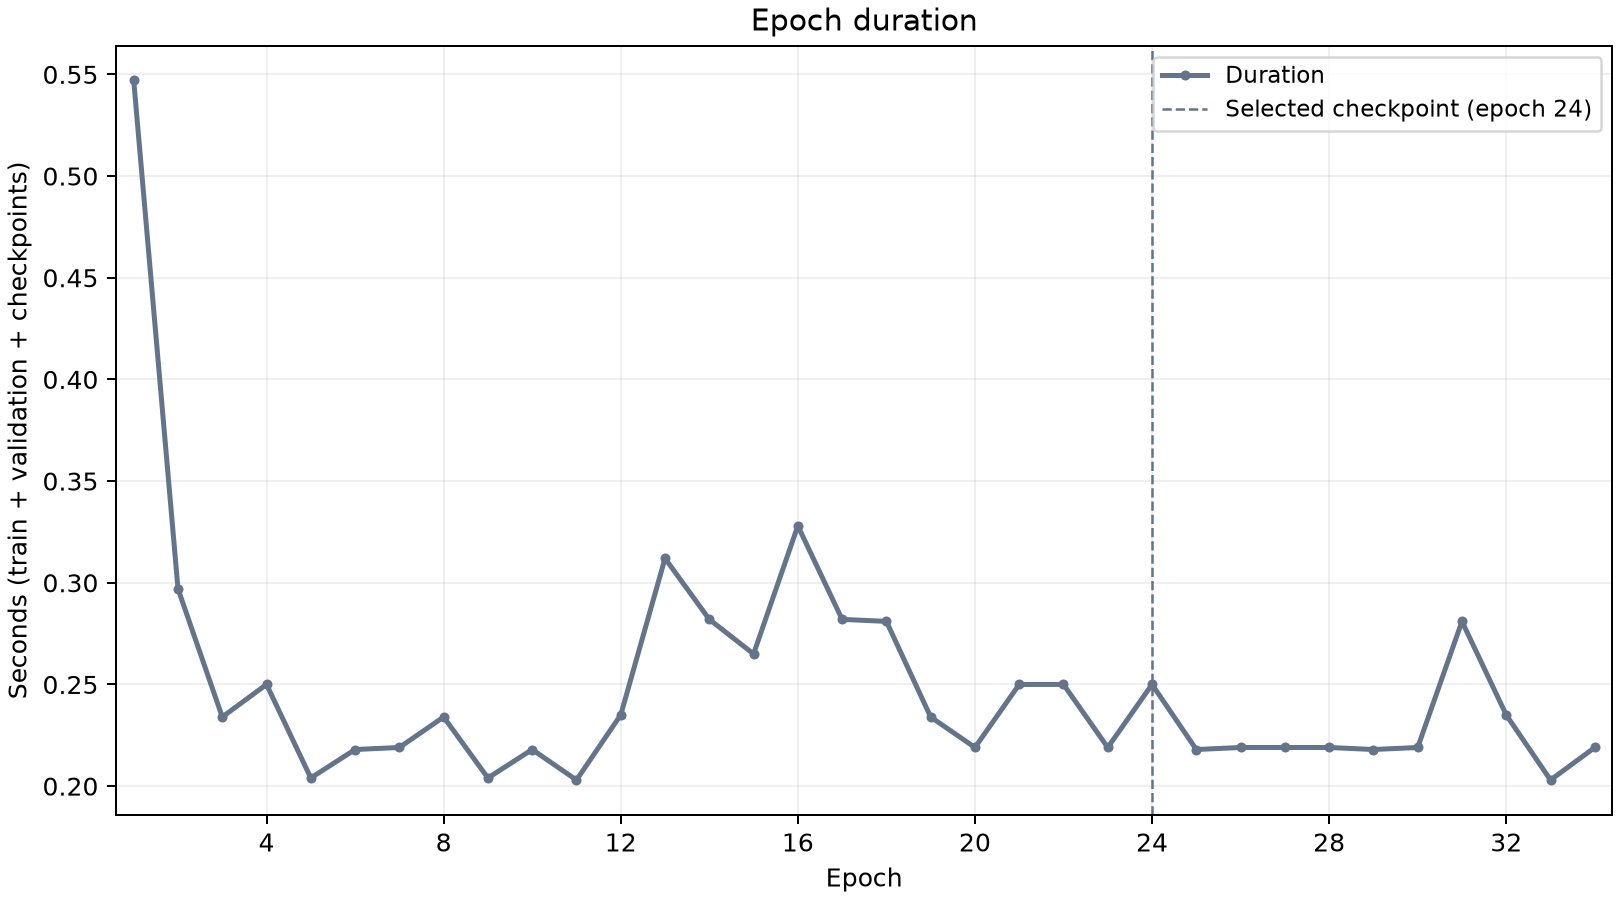 Epoch duration
Duration
Selected checkpoint (epoch 24)
Seconds (train + validation + checkpoints)
0.55
0.50
0.45
0.40
0.35
0.30
0.25
0.20
4 8 12 16 20 24 28 32
Epoch